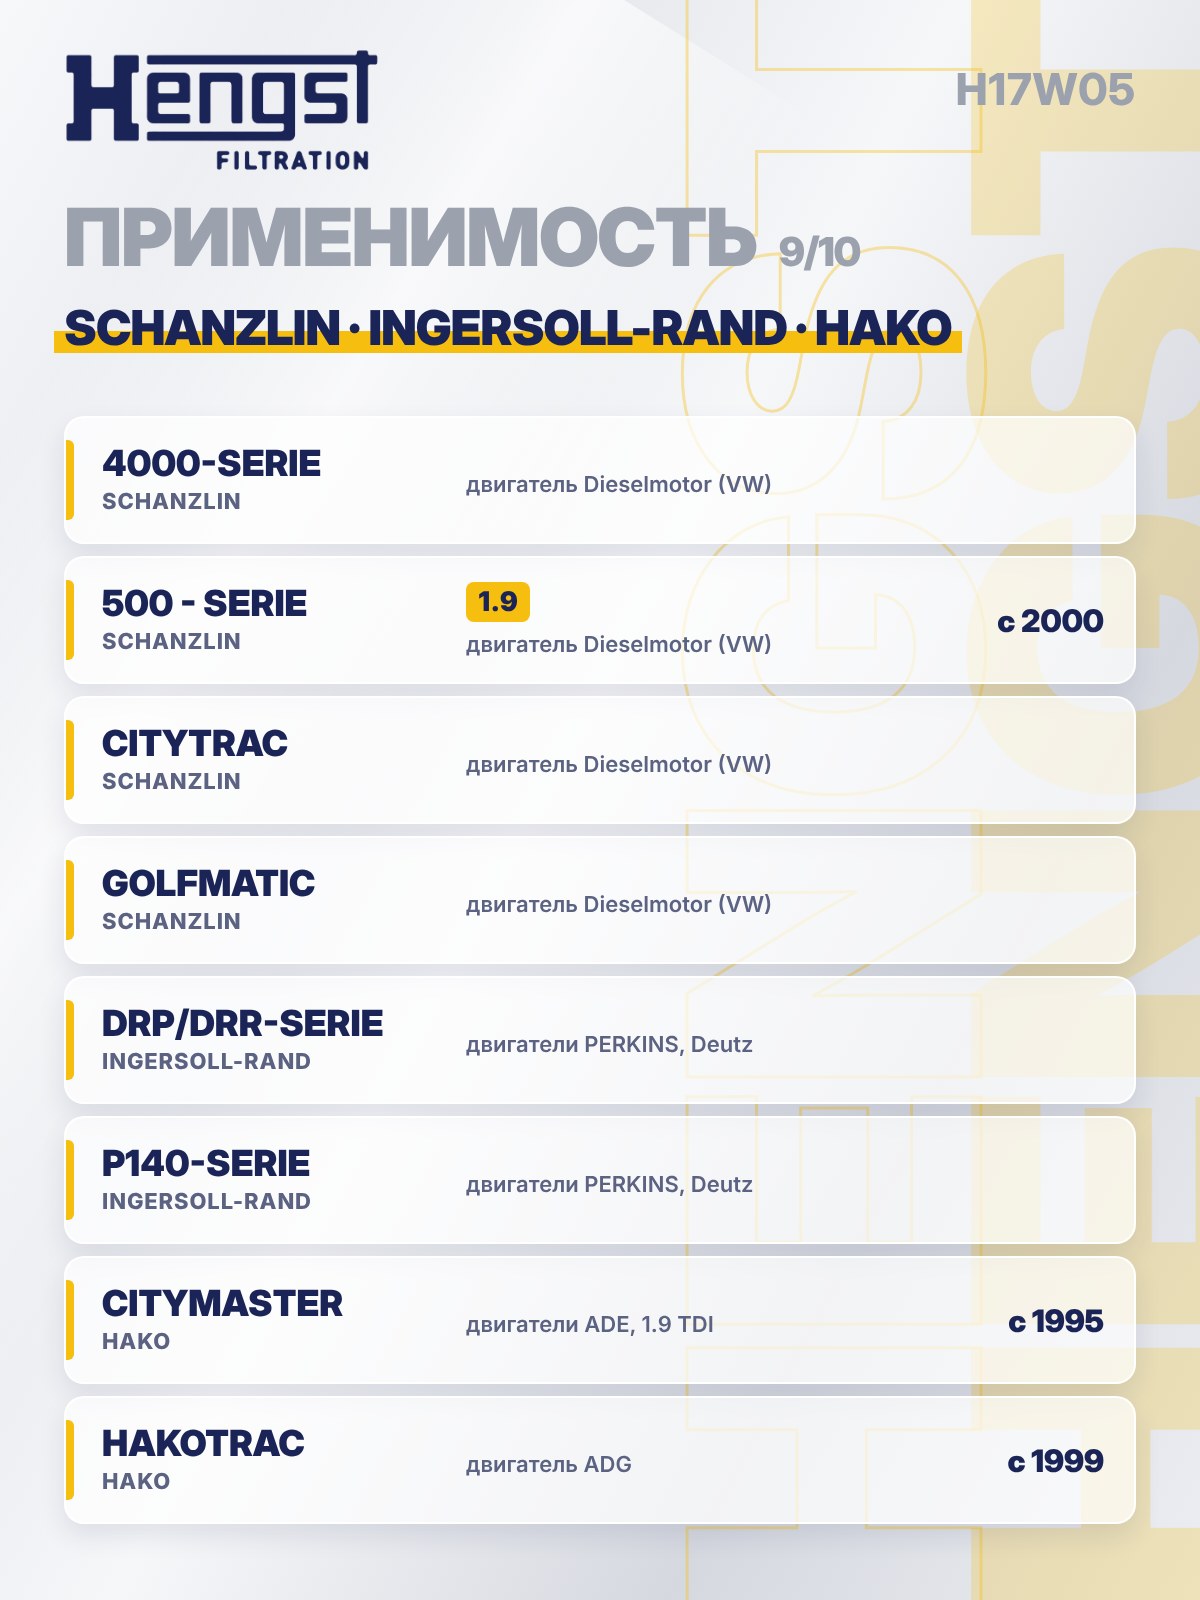 Hengst
FILTRATION
H17W05
ПРИМЕНИМОСТЬ 9/10
SCHANZLIN · INGERSOLL-RAND · HAKO
4000-SERIE
SCHANZLIN
двигатель Dieselmotor (VW)
500 - SERIE
SCHANZLIN
1.9
двигатель Dieselmotor (VW)
с 2000
CITYTRAC
SCHANZLIN
двигатель Dieselmotor (VW)
GOLFMATIC
SCHANZLIN
двигатель Dieselmotor (VW)
DRP/DRR-SERIE
INGERSOLL-RAND
двигатели PERKINS, Deutz
P140-SERIE
INGERSOLL-RAND
двигатели PERKINS, Deutz
CITYMASTER
HAKO
двигатели ADE, 1.9 TDI
с 1995
HAKOTRAC
HAKO
двигатель ADG
с 1999
HENGST
HENGST